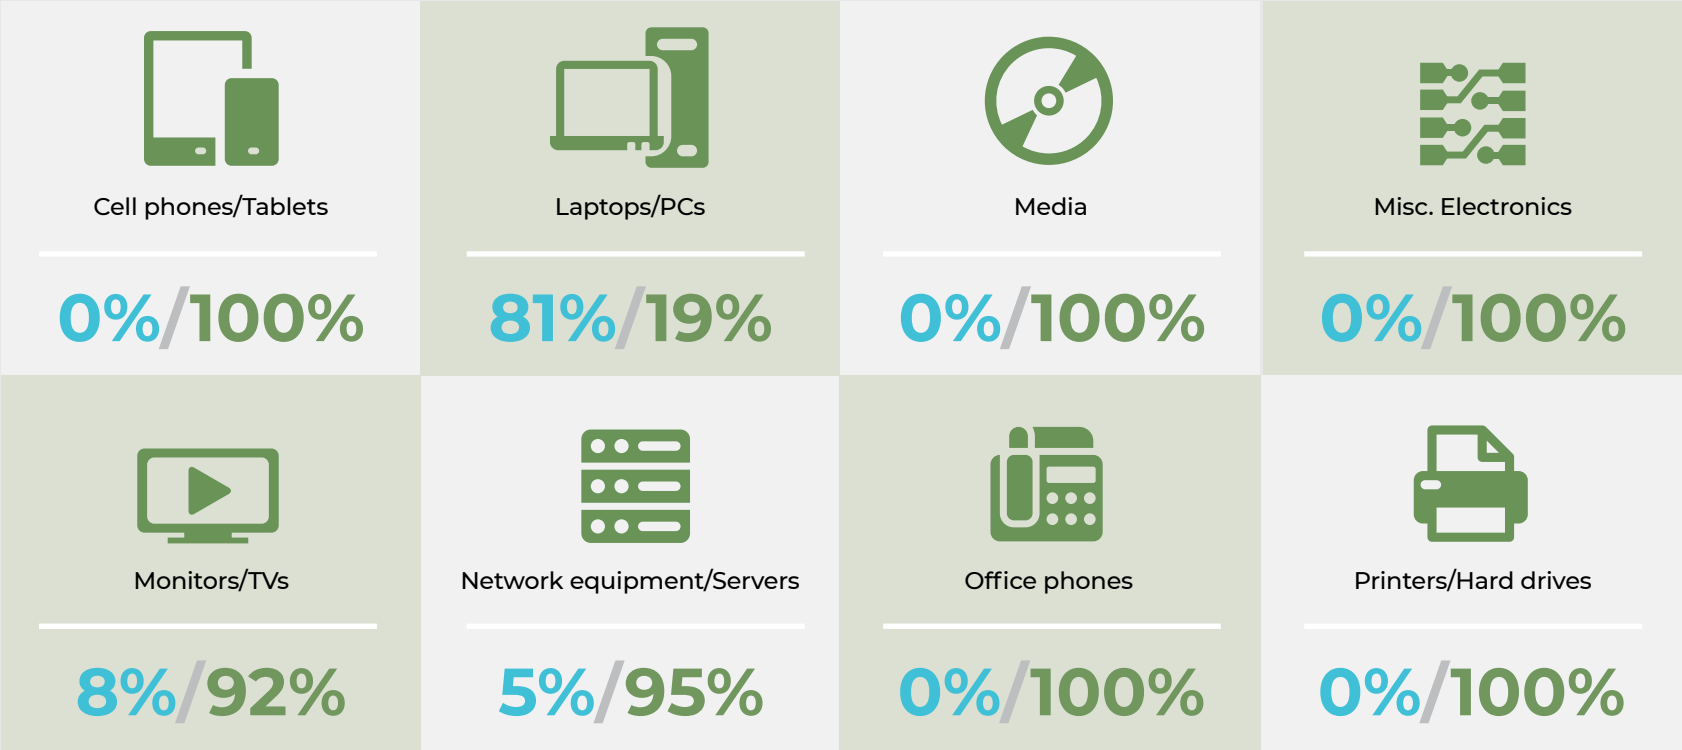 Cell phones/Tablets
0%/100%
Laptops/PCs
81%/19%
Media
0%/100%
Misc. Electronics
0%/100%
Monitors/TVs
8%/92%
Network equipment/Servers
5%/95%
Office phones
0%/100%
Printers/Hard drives
0%/100%